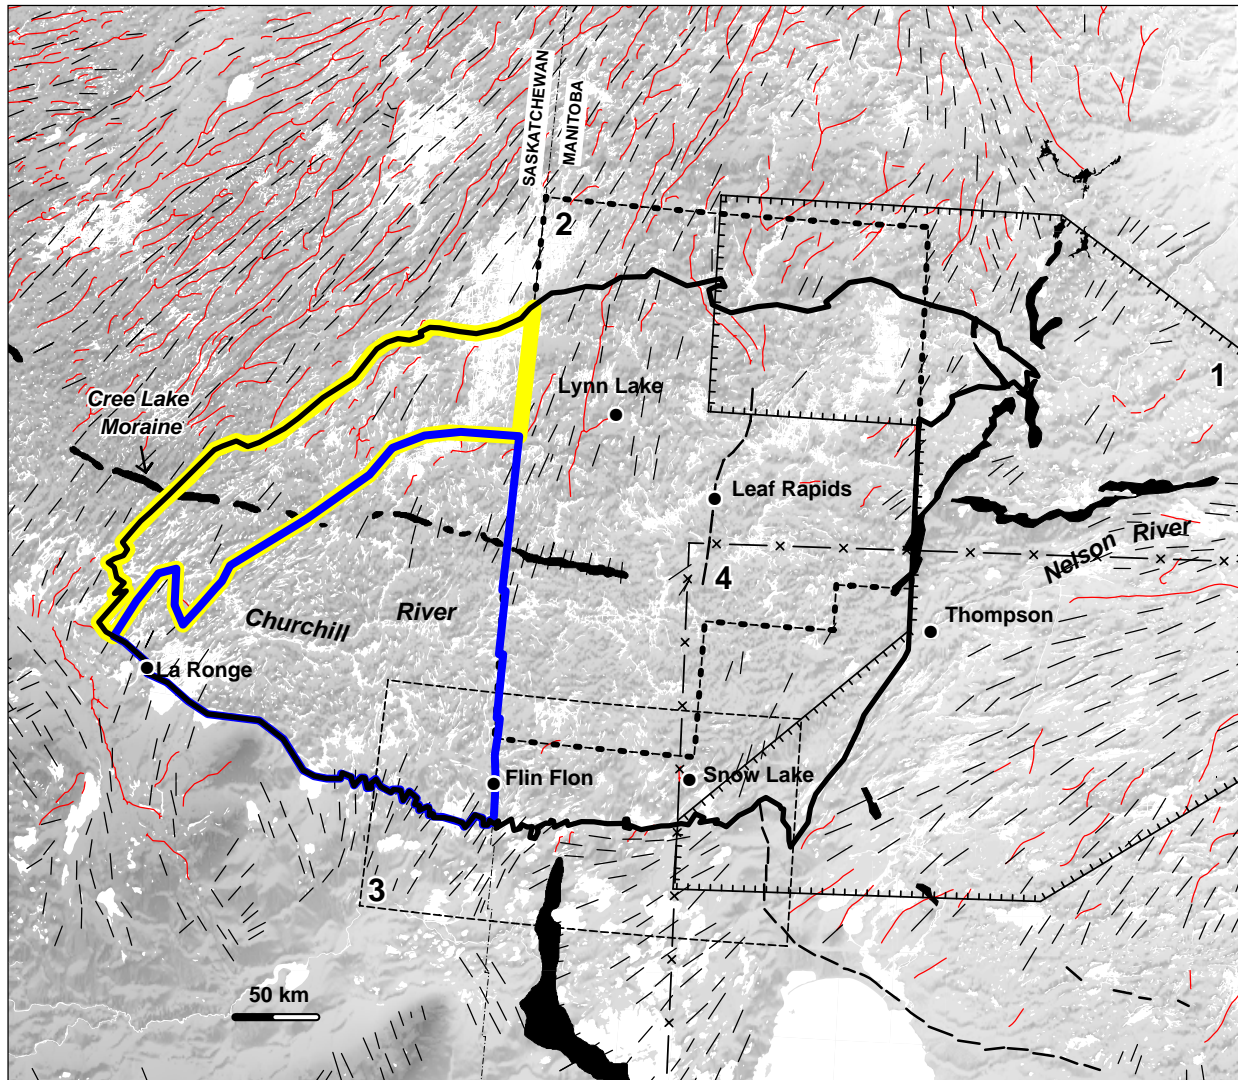 SASKATCHEWAN
MANITOBA
2
1
Lynn Lake
Cree Lake
Moraine
Leaf Rapids
Nelson River
4
Churchill River
Thompson
La Ronge
Flin Flon
Snow Lake
3
50 km